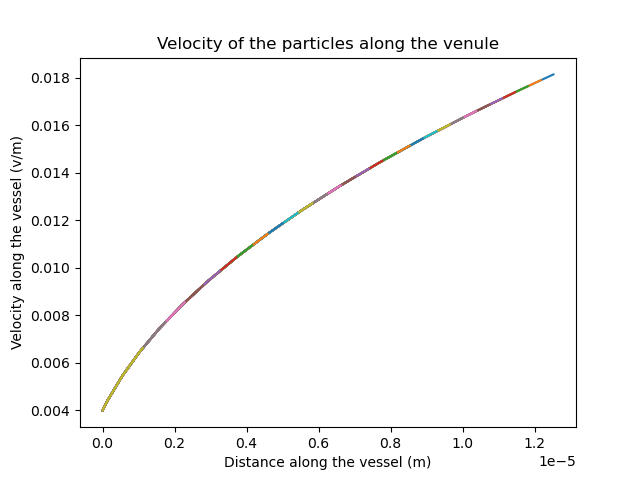 Velocity of the particles along the venule
Velocity along the vessel (v/m)
0.018
0.016
0.014
0.012
0.010
0.008
0.006
0.004
0.0 0.2 0.4 0.6 0.8 1.0 1.2
1e−5
Distance along the vessel (m)